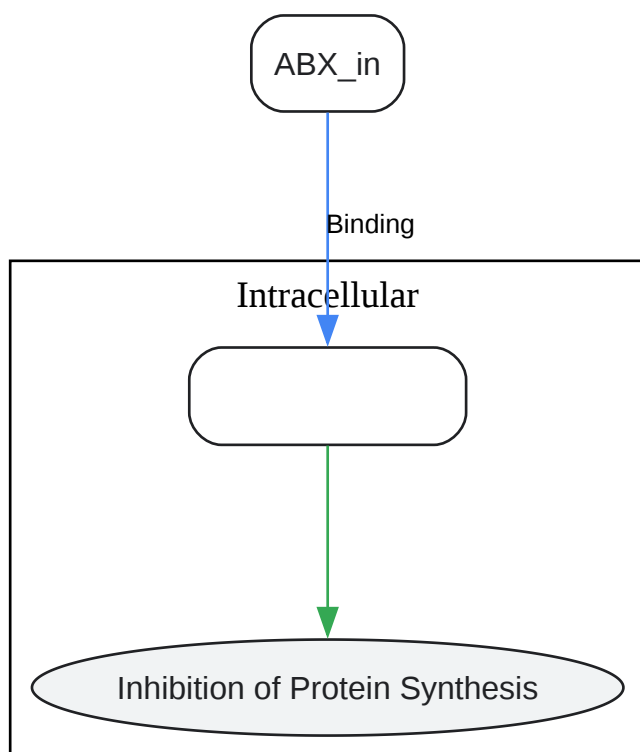 ABX_in
Binding
Intracellular
Inhibition of Protein Synthesis